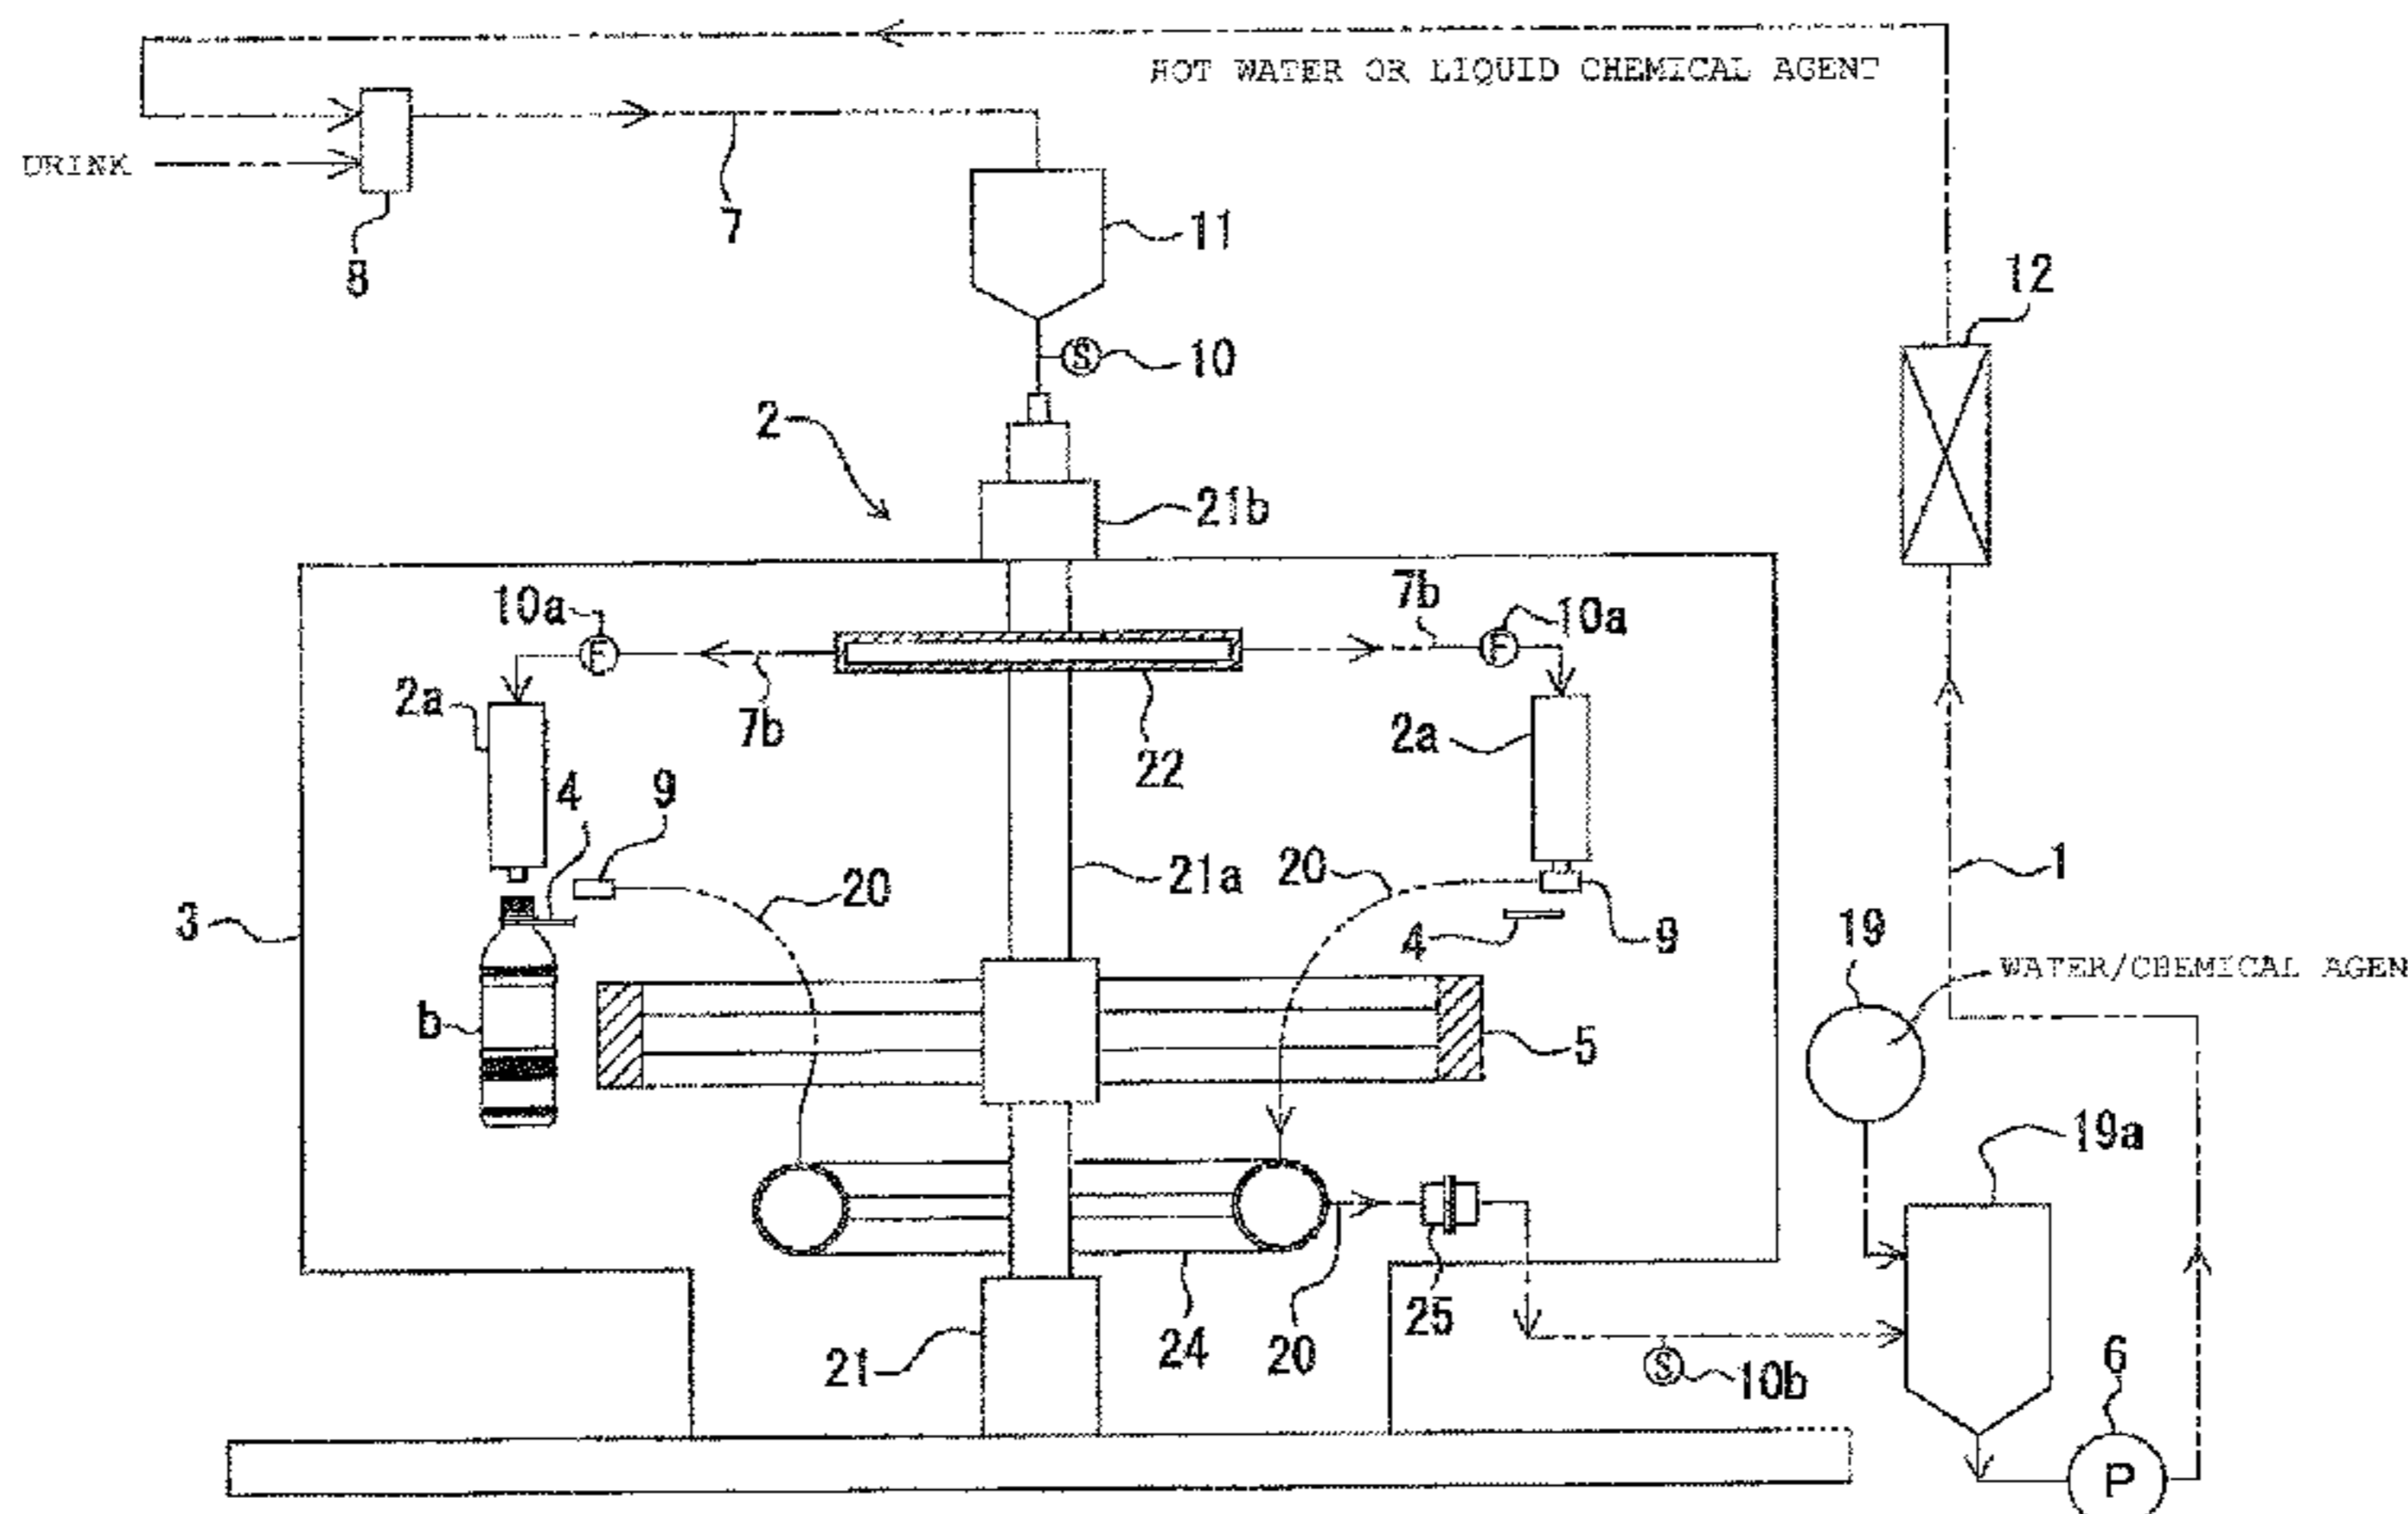 HOT WATER OR LIQUID CHEMICAL AGENT
DRINK
7
8
11
12
S
10
2
21b
10a
F
7b
10a
F
2a
7b
22
2a
4
9
20
21a
20
1
3
4
9
19
WATER/CHEMICAL AGEN
b
5
19a
25
21
24
20
S
10b
6
P